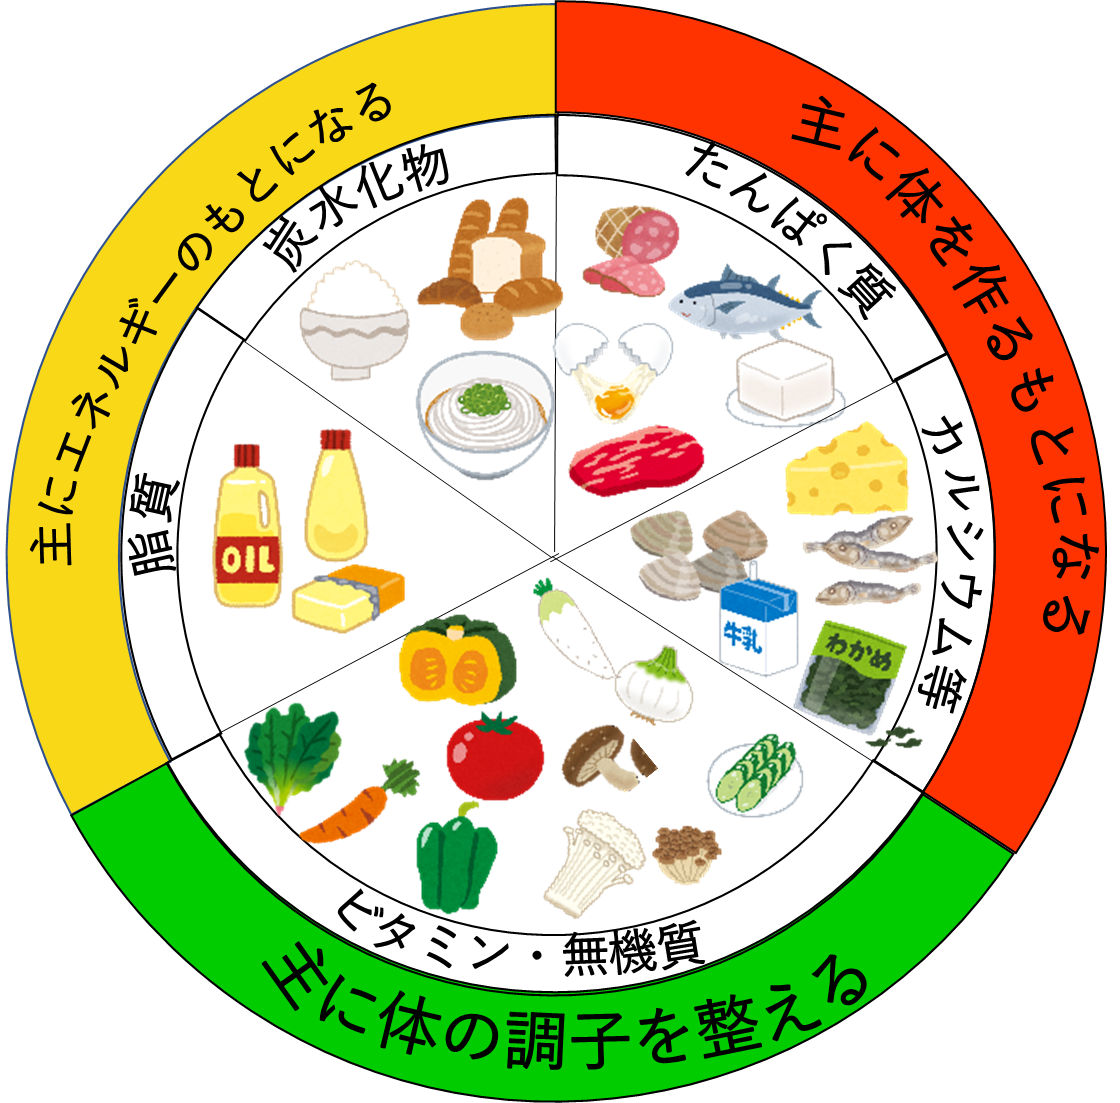 主にエネルギーのもとになる
主に体を作るもとになる
炭水化物
たんぱく質
カルシウム等
脂質
OIL
牛乳
わかめ
ビタミン・無機質
主に体の調子を整える